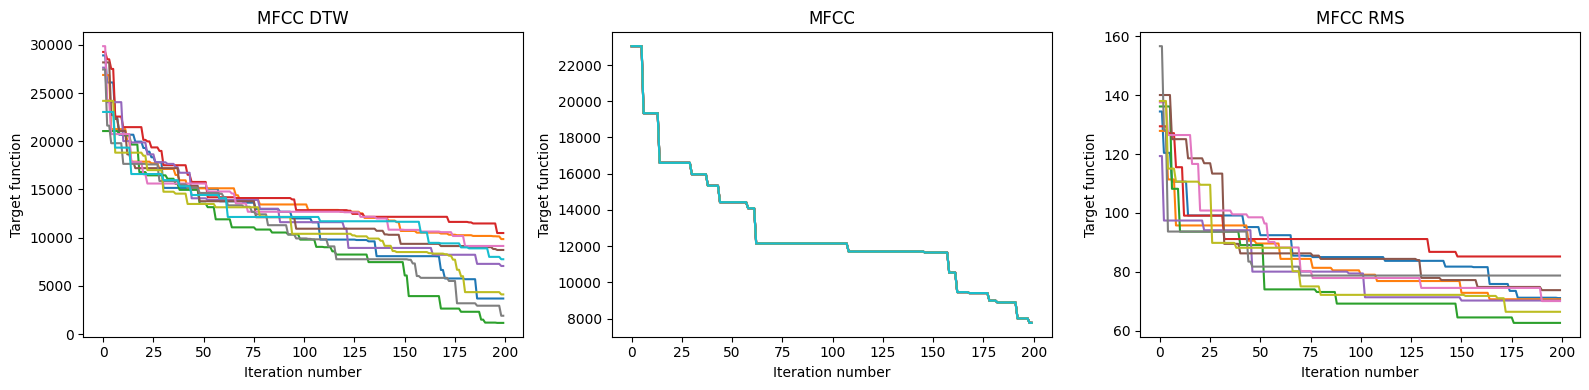 MFCC DTW
Target function
30000
25000
20000
15000
10000
5000
0
0 25 50 75 100 125 150 175 200
Iteration number
MFCC
Target function
22000
20000
18000
16000
14000
12000
10000
8000
0 25 50 75 100 125 150 175 200
Iteration number
MFCC RMS
Target function
160
140
120
100
80
60
0 25 50 75 100 125 150 175 200
Iteration number